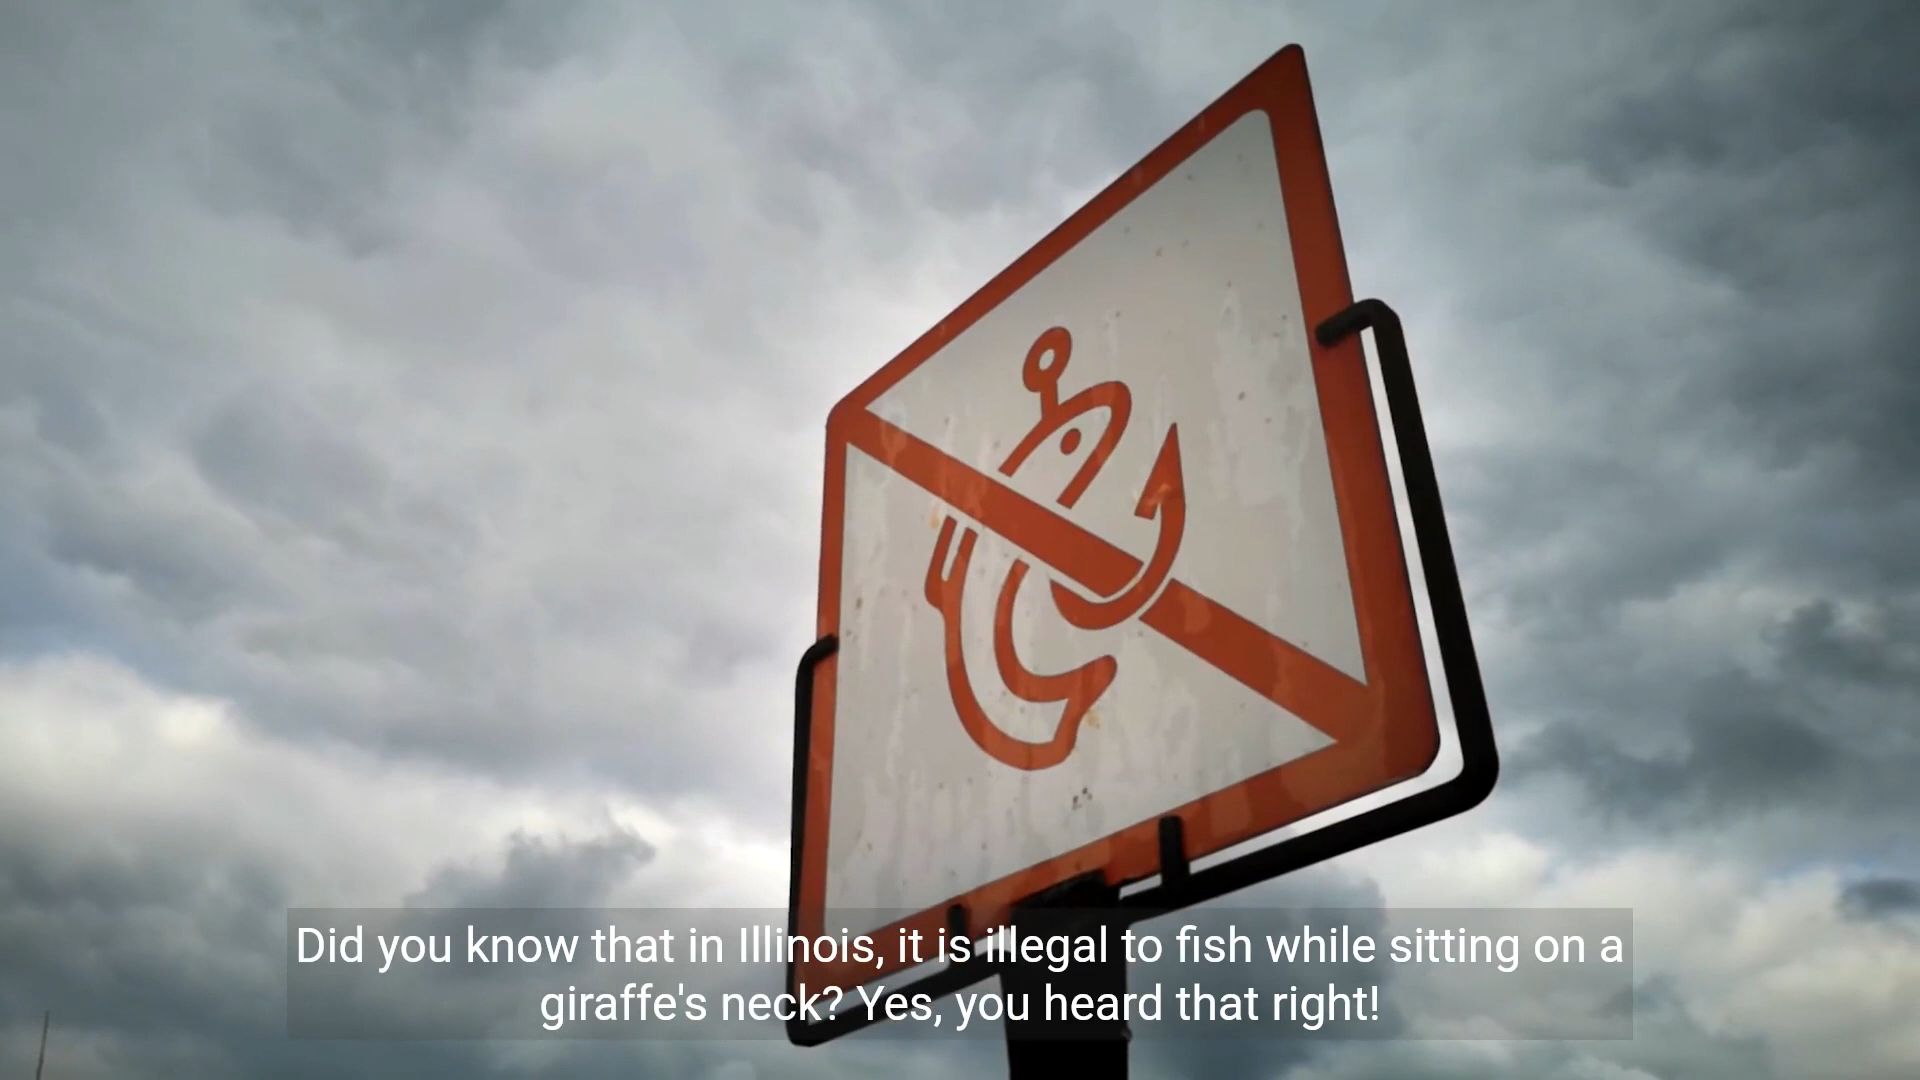 Did you know that in Illinois, it is illegal to fish while sitting on a
giraffe's neck? Yes, you heard that right!